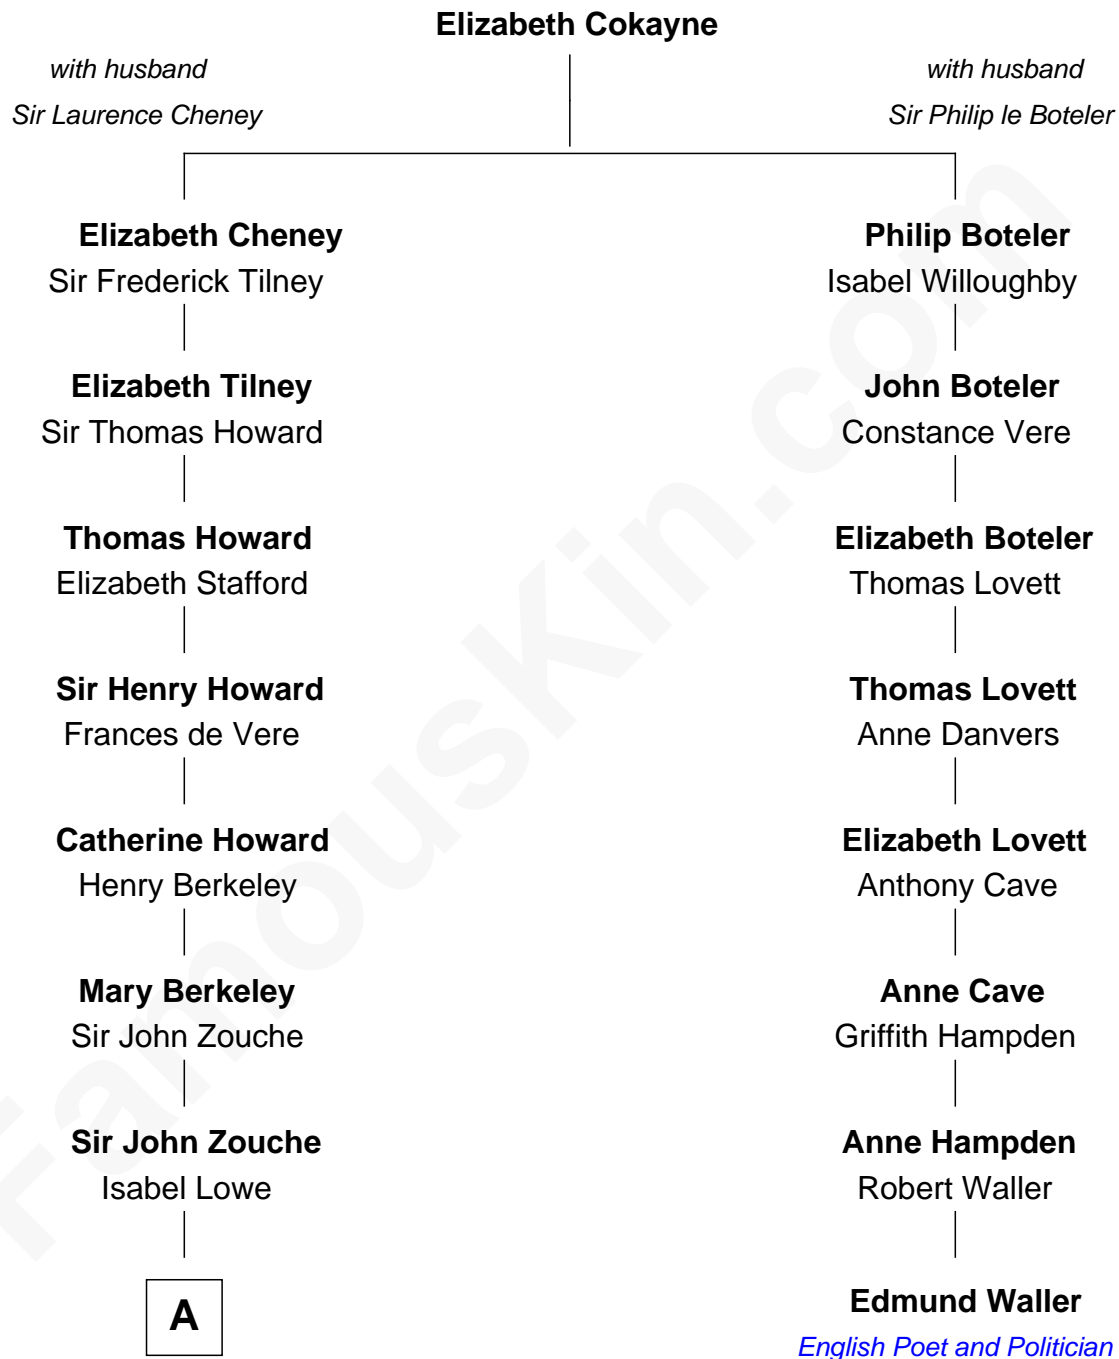 Elizabeth Cokayne
with husband
Sir Laurence Cheney
with husband
Sir Philip le Boteler
Elizabeth Cheney
Sir Frederick Tilney
Philip Boteler
Isabel Willoughby
Elizabeth Tilney
Sir Thomas Howard
John Boteler
Constance Vere
Thomas Howard
Elizabeth Stafford
Elizabeth Boteler
Thomas Lovett
Sir Henry Howard
Frances de Vere
Thomas Lovett
Anne Danvers
Catherine Howard
Henry Berkeley
Elizabeth Lovett
Anthony Cave
Mary Berkeley
Sir John Zouche
Anne Cave
Griffith Hampden
Sir John Zouche
Isabel Lowe
Anne Hampden
Robert Waller
A
Edmund Waller
English Poet and Politician
FamousKin.com